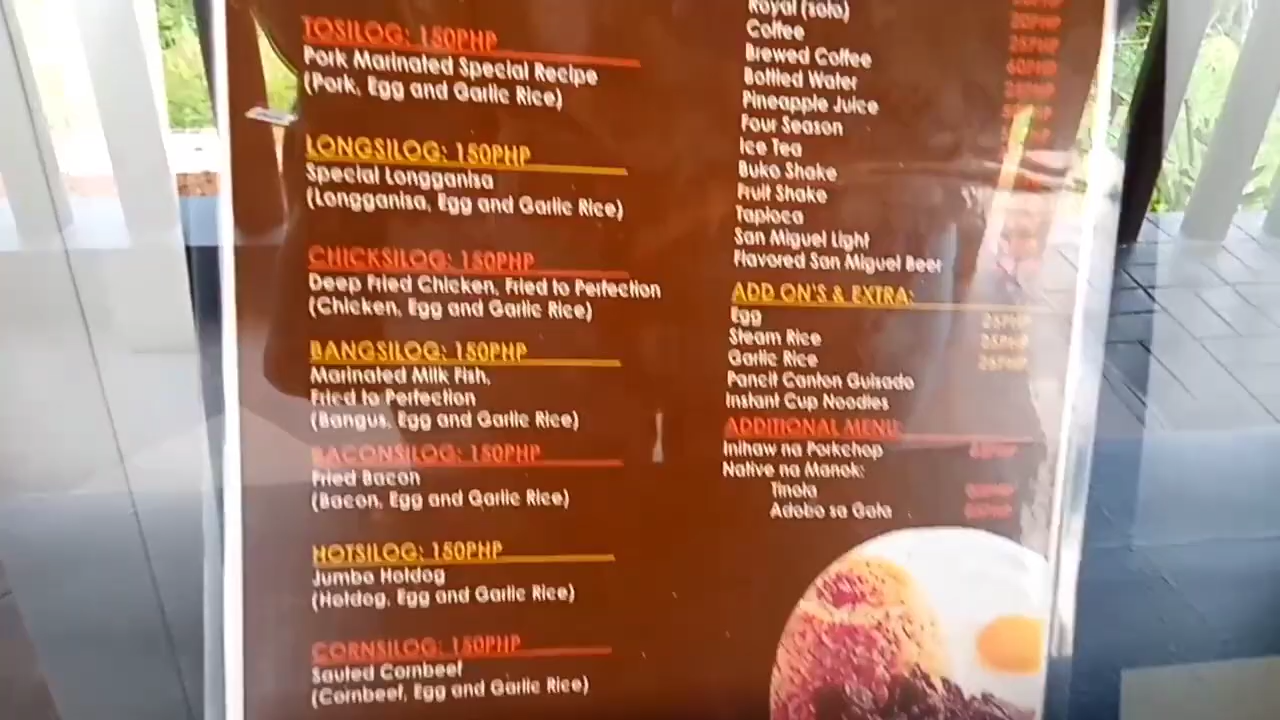 TOSILOG: 150PHP
Pork Marinated Special Recipe
(Pork, Egg and Garlic Rice)
LONGSILOG: 150PHP
Special Longganisa
(Longganisa, Egg and Garlic Rice)
CHICKSILOG: 150PHP
Deep Fried Chicken, Fried to Perfection
(Chicken, Egg and Garlic Rice)
BANGSILOG: 150PHP
Marinated Milk Fish,
Fried to Perfection
(Bangus, Egg and Garlic Rice)
BACONSILOG: 150PHP
Fried Bacon
(Bacon, Egg and Garlic Rice)
HOTSILOG: 150PHP
Jumbo Hotdog
(Hotdog, Egg and Garlic Rice)
CORNSILOG: 150PHP
Sauted Cornbeef
(Cornbeef, Egg and Garlic Rice)
Royal (solo)
Coffee
Brewed Coffee
Bottled Water
Pineapple Juice
Four Season
Ice Tea
Buko Shake
Fruit Shake
Tapioca
San Miguel Light
Flavored San Miguel Beer
ADD ON'S & EXTRA:
Egg 25PHP
Steam Rice 25PHP
Garlic Rice 25PHP
Pancit Canton Guisado
Instant Cup Noodles
ADDITIONAL MENU:
Inihaw na Porkchop
Native na Manok:
Tinola
Adobo sa Gata